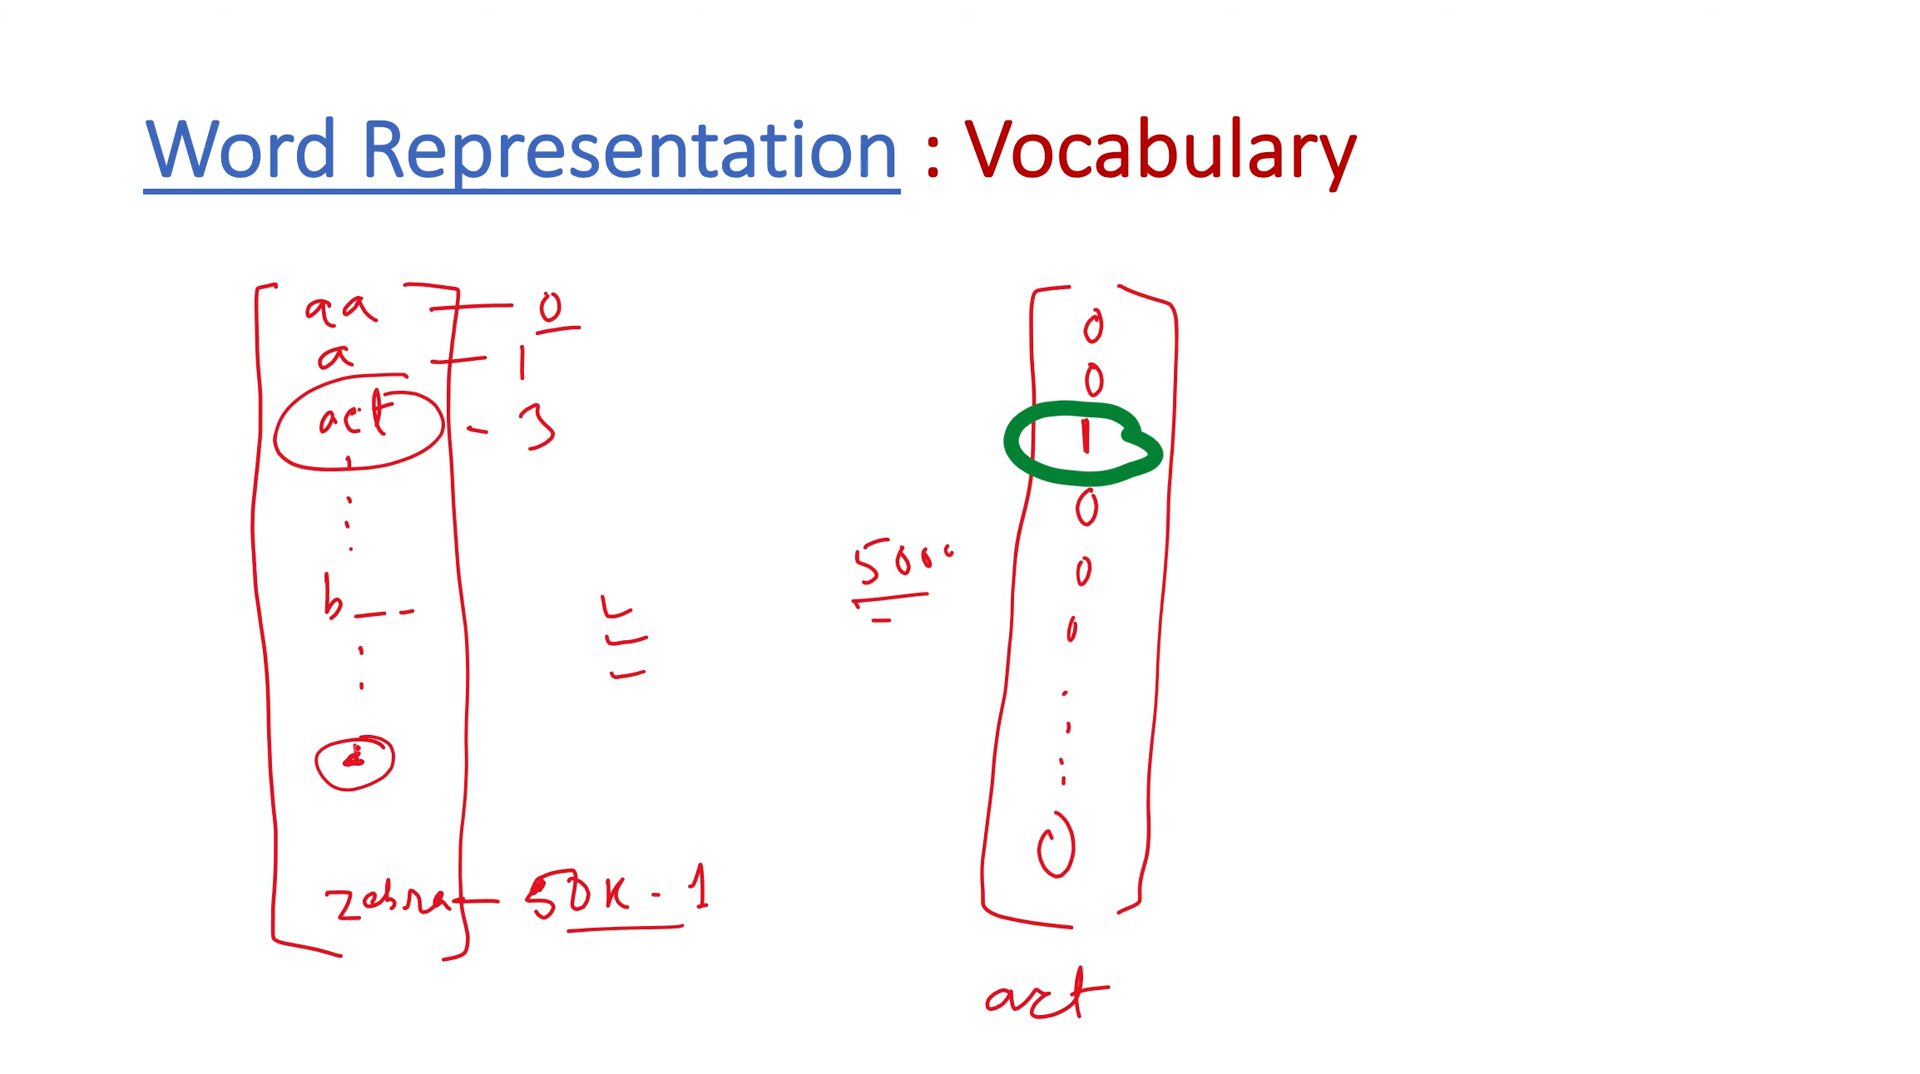 Word Representation : Vocabulary
aa — 0
a — 1
act - 3
b — -
zebra — 50K - 1
0
0
1
0
0
0
0
5000
act